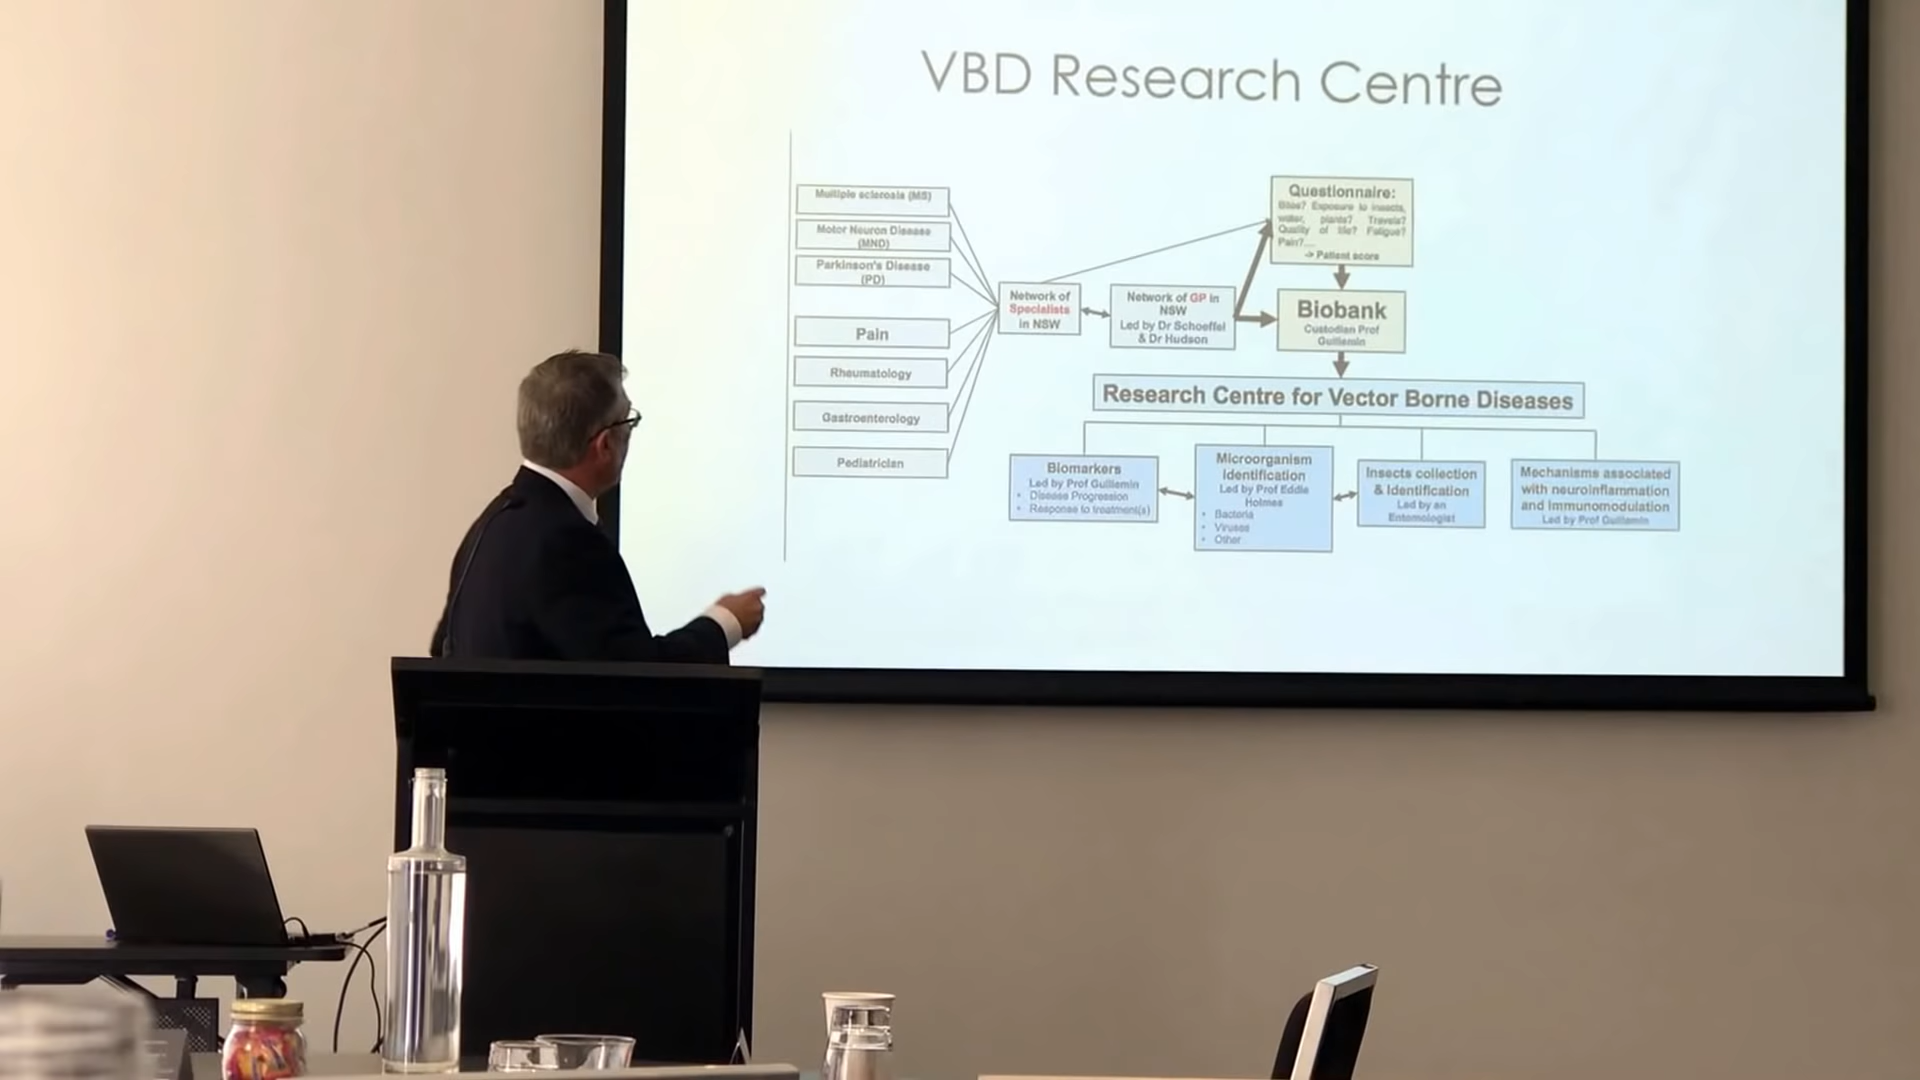 VBD Research Centre
Multiple sclerosis (MS)
Motor Neuron Disease
(MND)
Parkinson's Disease
(PD)
Pain
Rheumatology
Gastroenterology
Pediatrician
Network of
Specialists
in NSW
Network of GP in
NSW
Led by Dr Schoeffel
& Dr Hudson
Questionnaire:
Bites? Exposure to insects,
water, plants? Travels?
Quality of life? Fatigue?
Pain?....
-> Patient score
Biobank
Custodian Prof
Guillemin
Research Centre for Vector Borne Diseases
Biomarkers
Led by Prof Guillemin
• Disease Progression
• Response to treatment(s)
Microorganism
Identification
Led by Prof Eddie
Holmes
• Bacteria
• Viruses
• Other
Insects collection
& Identification
Led by an
Entomologist
Mechanisms associated
with neuroinflammation
and immunomodulation
Led by Prof Guillemin